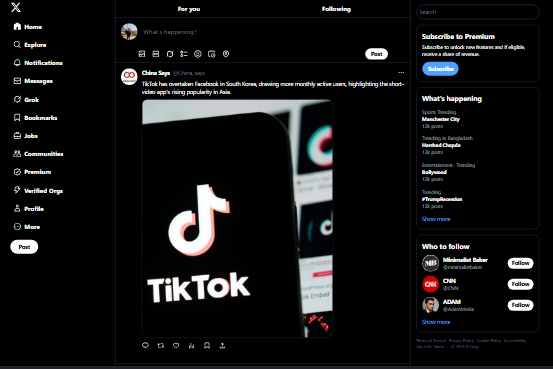 Home
Explore
Notifications
Messages
Grok
Bookmarks
Jobs
Communities
Premium
Verified Orgs
Profile
More
Post
For you
Following
What's happening?
Post
China Says @China_says
TikTok has overtaken Facebook in South Korea, drawing more monthly active users, highlighting the short-
video app's rising popularity in Asia.
TikTok
Search
Subscribe to Premium
Subscribe to unlock new features and if eligible,
receive a share of revenue.
Subscribe
What's happening
Sports Trending
Manchester City
12k posts
Trending in Bangladesh
Harshad Chopda
12k posts
Entertainment · Trending
Bollywood
12k posts
Trending
#TrumpRecession
12k posts
Show more
Who to follow
MB
Minimalist Baker
@minimalistbaker
Follow
CNN
CNN
@CNN
Follow
ADAM
@AdamMedia
Follow
Show more
Terms of Service Privacy Policy Cookie Policy Accessibility
Ads info More ... © 2025 X Corp.